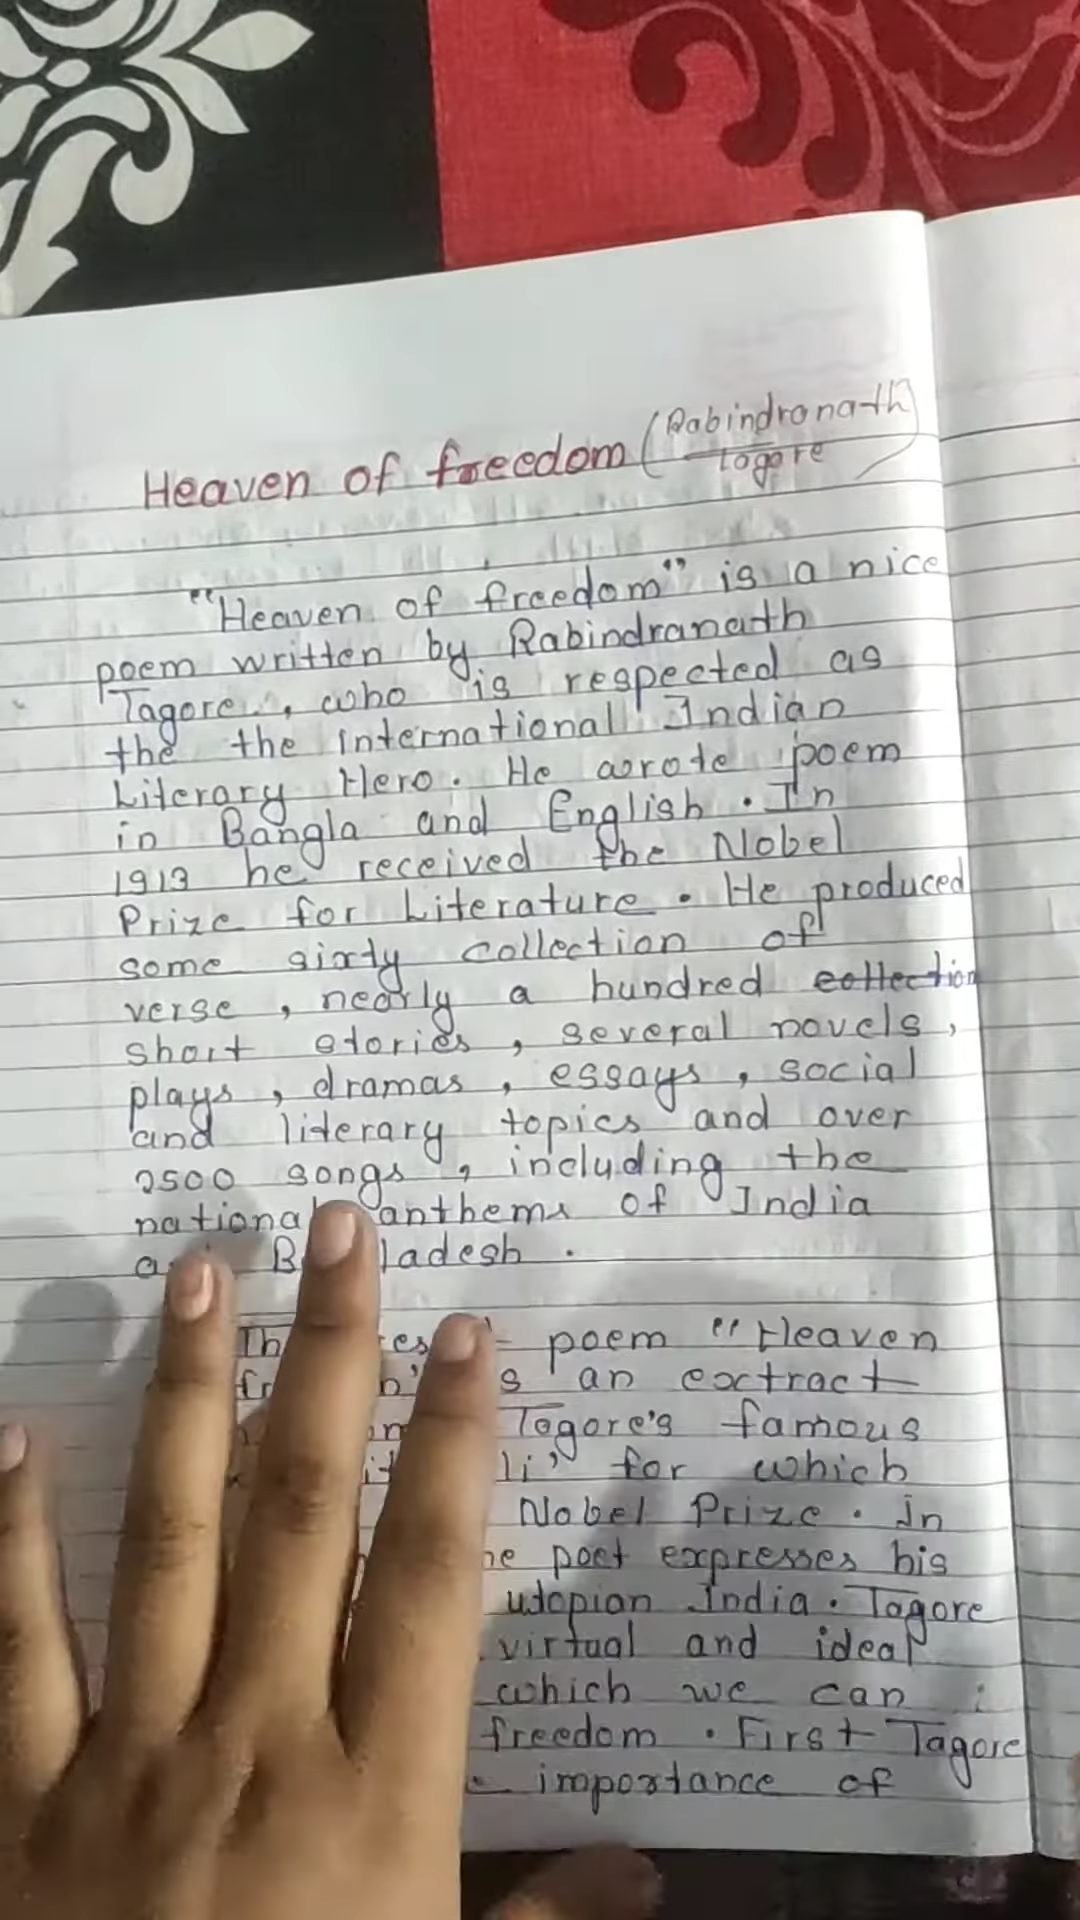 Heaven of freedom (Rabindranath
Tagore)
"Heaven of freedom" is a nice
poem written by Rabindranath
Tagore, who is respected as
the the international Indian
Literary Hero. He wrote poem
in Bangla and English. In
1913 he received the Nobel
Prize for Literature. He produced
some sixty collection of
verse, nearly a hundred collection
short stories, several novels,
plays, dramas, essays, social
and literary topics and over
2500 songs, including the
national anthems of India
ladesh.
poem "Heaven
an extract
Tagore's famous
for which
Nobel Prize. In
poet expresses his
utopian India. Tagore
virtual and ideal
which we can
freedom. First Tagore
importance of